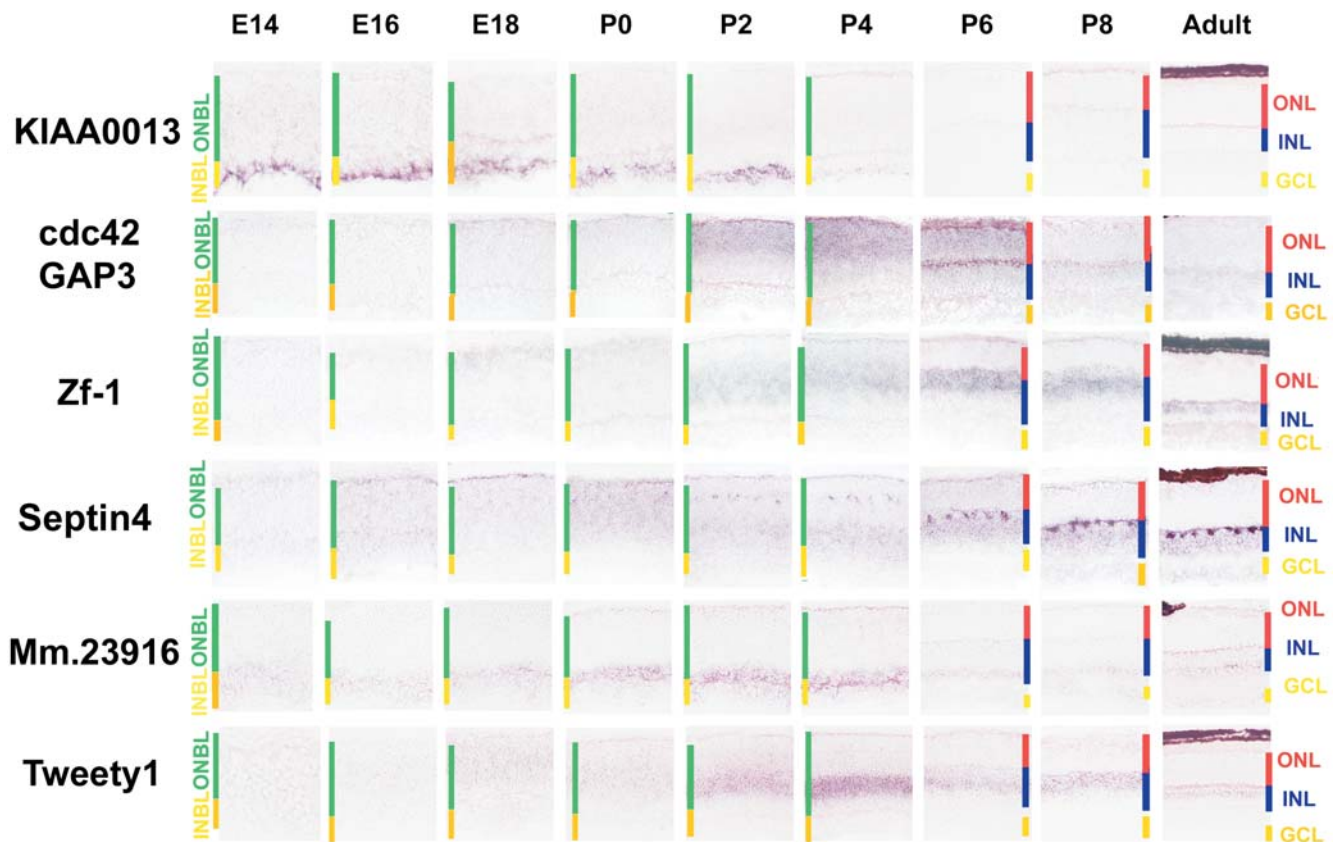 E14 E16 E18 P0 P2 P4 P6 P8 Adult
KIAA0013
INBL ONBL
ONL
INL
GCL
cdc42
GAP3
INBL ONBL
ONL
INL
GCL
Zf-1
INBL ONBL
ONL
INL
GCL
Septin4
INBL ONBL
ONL
INL
GCL
Mm.23916
INBL ONBL
ONL
INL
GCL
Tweety1
INBL ONBL
ONL
INL
GCL